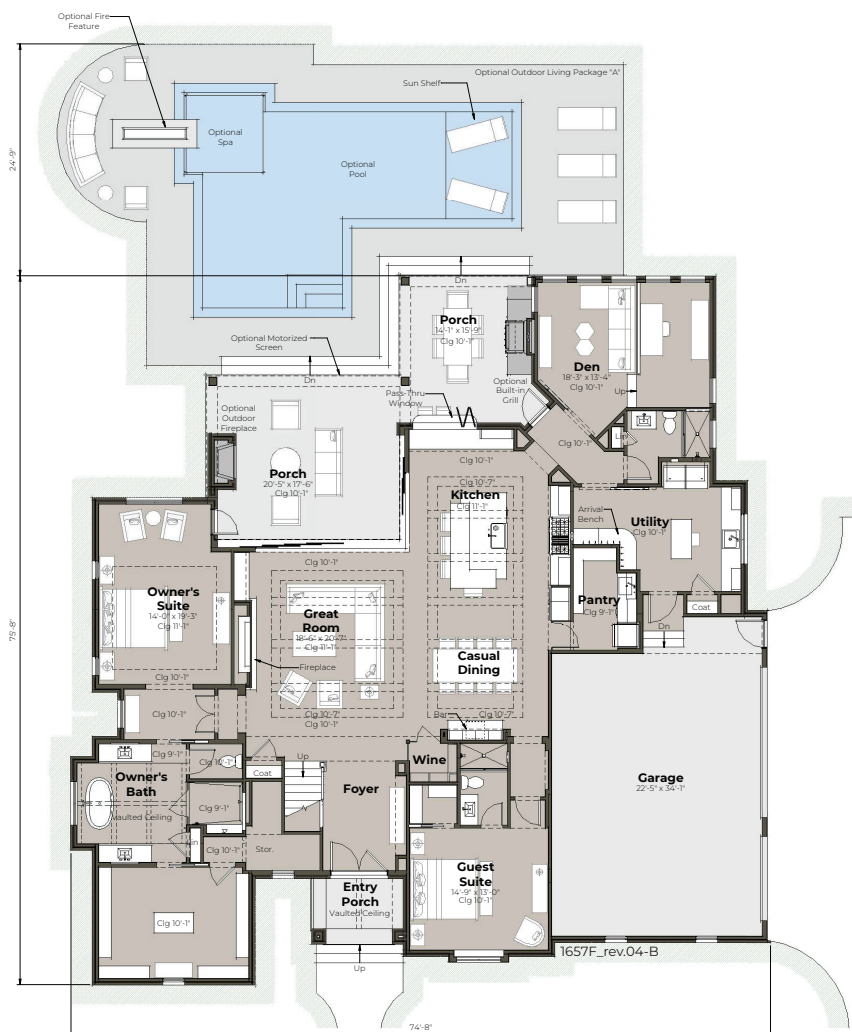 Optional Fire
Feature
Optional Outdoor Living Package "A"
Sun Shelf
Optional
Spa
Optional
Pool
24'-9"
Dn
Porch
14'-1" x 15'-9"
Clg 10'-1"
Den
18'-3" x 13'-4"
Clg 10'-1"
Up
Optional Motorized
Screen
Dn
Optional
Built-in
Grill
Pass-Thru
Window
Optional
Outdoor
Fireplace
Clg 10'-1"
Lin
Porch
20'-5" x 17'-6"
Clg 10'-1"
Clg 10'-1"
Clg 10'-7"
Kitchen
Clg 11'-1"
Arrival
Bench
Utility
Clg 10'-1"
Clg 10'-1"
Owner's
Suite
14'-0" x 19'-3"
Clg 11'-1"
Great
Room
18'-6" x 20'-7"
Clg 11'-1"
Pantry
Clg 9'-1"
Coat
Dn
75'-8"
Casual
Dining
Fireplace
Clg 10'-1"
Clg 10'-1"
Clg 10'-7"
Clg 10'-1"
Bar
Clg 10'-7"
Clg 9'-1"
Clg 10'-1"
Coat
Up
Wine
Owner's
Bath
Vaulted Ceiling
Clg 9'-1"
Foyer
Garage
22'-5" x 34'-1"
Lin
Clg 10'-1"
Stor.
Guest
Suite
14'-9" x 13'-0"
Clg 10'-1"
Entry
Porch
Vaulted Ceiling
Clg 10'-1"
Up
1657F_rev.04-B
74'-8"